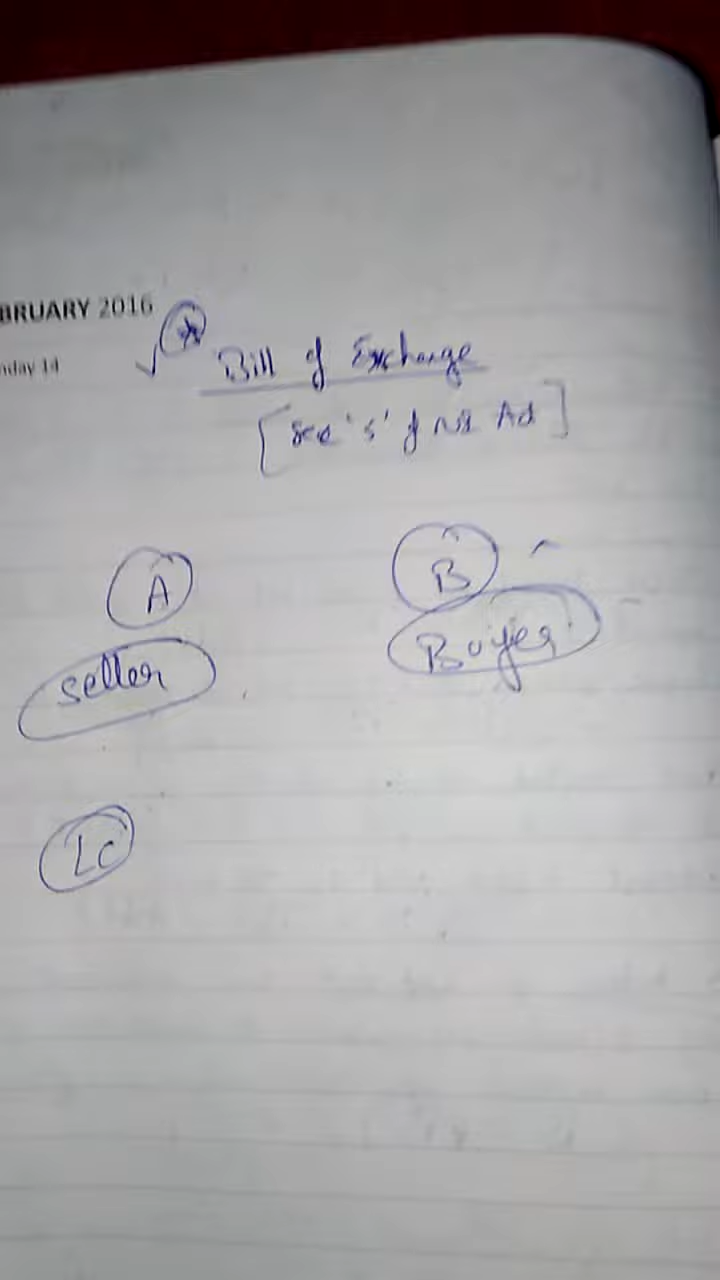 BRUARY 2016
nday 14
Bill of Exchange
[Sec '5' of NI Act]
A
B
Seller
Buyer
LC